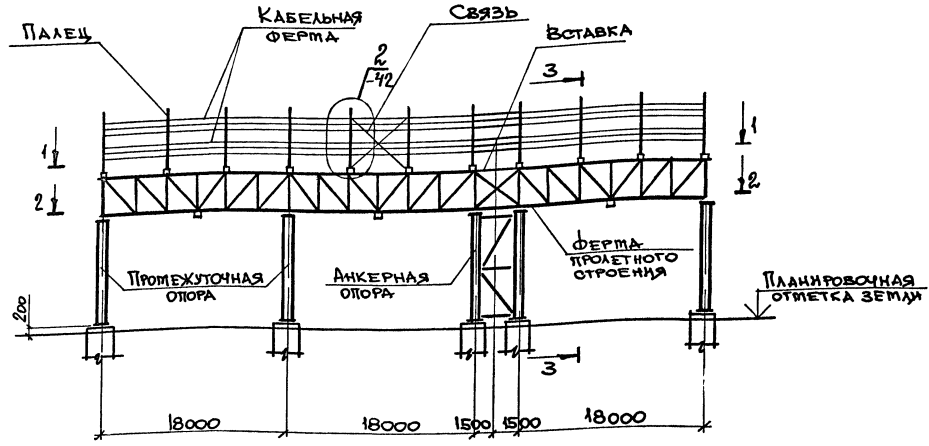 Палец
Кабельная
ферма
Связь
Вставка
2
-42
3
1
1
2
2
Ферма
пролетного
строения
Промежуточная
опора
Анкерная
опора
Планировочная
отметка земли
200
3
18000
18000
1500
1500
18000